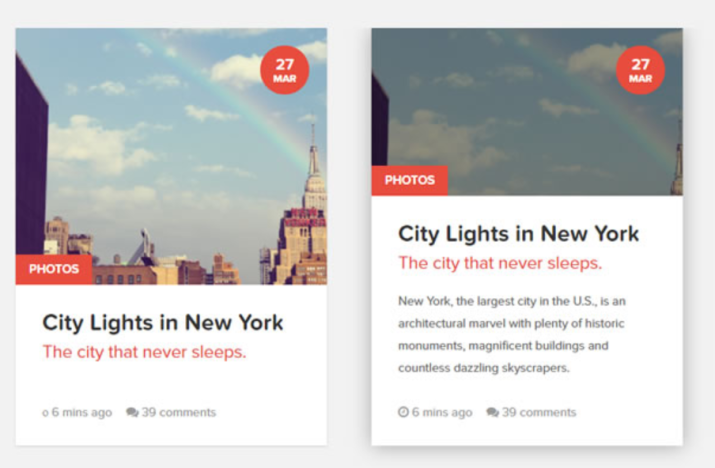 27
MAR
PHOTOS
City Lights in New York
The city that never sleeps.
6 mins ago 39 comments
27
MAR
PHOTOS
City Lights in New York
The city that never sleeps.
New York, the largest city in the U.S., is an
architectural marvel with plenty of historic
monuments, magnificent buildings and
countless dazzling skyscrapers.
6 mins ago 39 comments